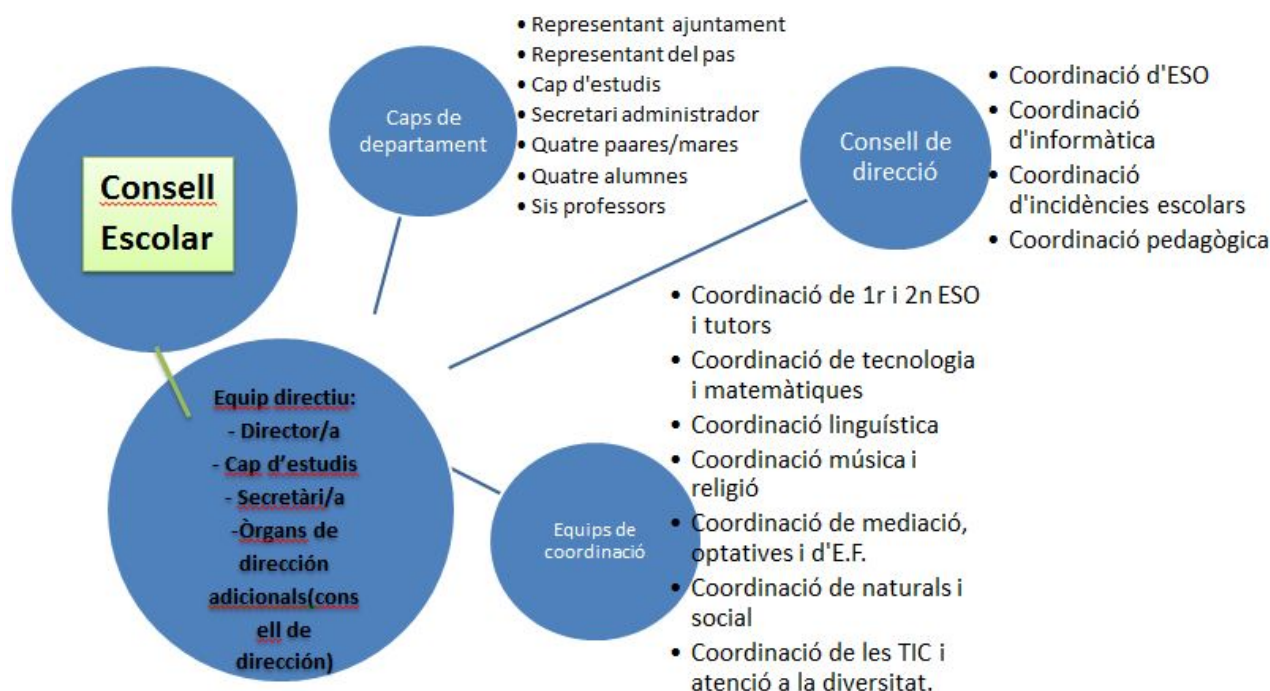 Consell
Escolar
Caps de
departament
• Representant ajuntament
• Representant del pas
• Cap d'estudis
• Secretari administrador
• Quatre paares/mares
• Quatre alumnes
• Sis professors
Consell de
direcció
• Coordinació d'ESO
• Coordinació
d'informàtica
• Coordinació
d'incidències escolars
• Coordinació pedagògica
Equip directiu:
- Director/a
- Cap d’estudis
- Secretàri/a
-Òrgans de
dirección
adicionals(cons
ell de
dirección)
Equips de
coordinació
• Coordinació de 1r i 2n ESO
i tutors
• Coordinació de tecnologia
i matemàtiques
• Coordinació linguística
• Coordinació música i
religió
• Coordinació de mediació,
optatives i d'E.F.
• Coordinació de naturals i
social
• Coordinació de les TIC i
atenció a la diversitat.